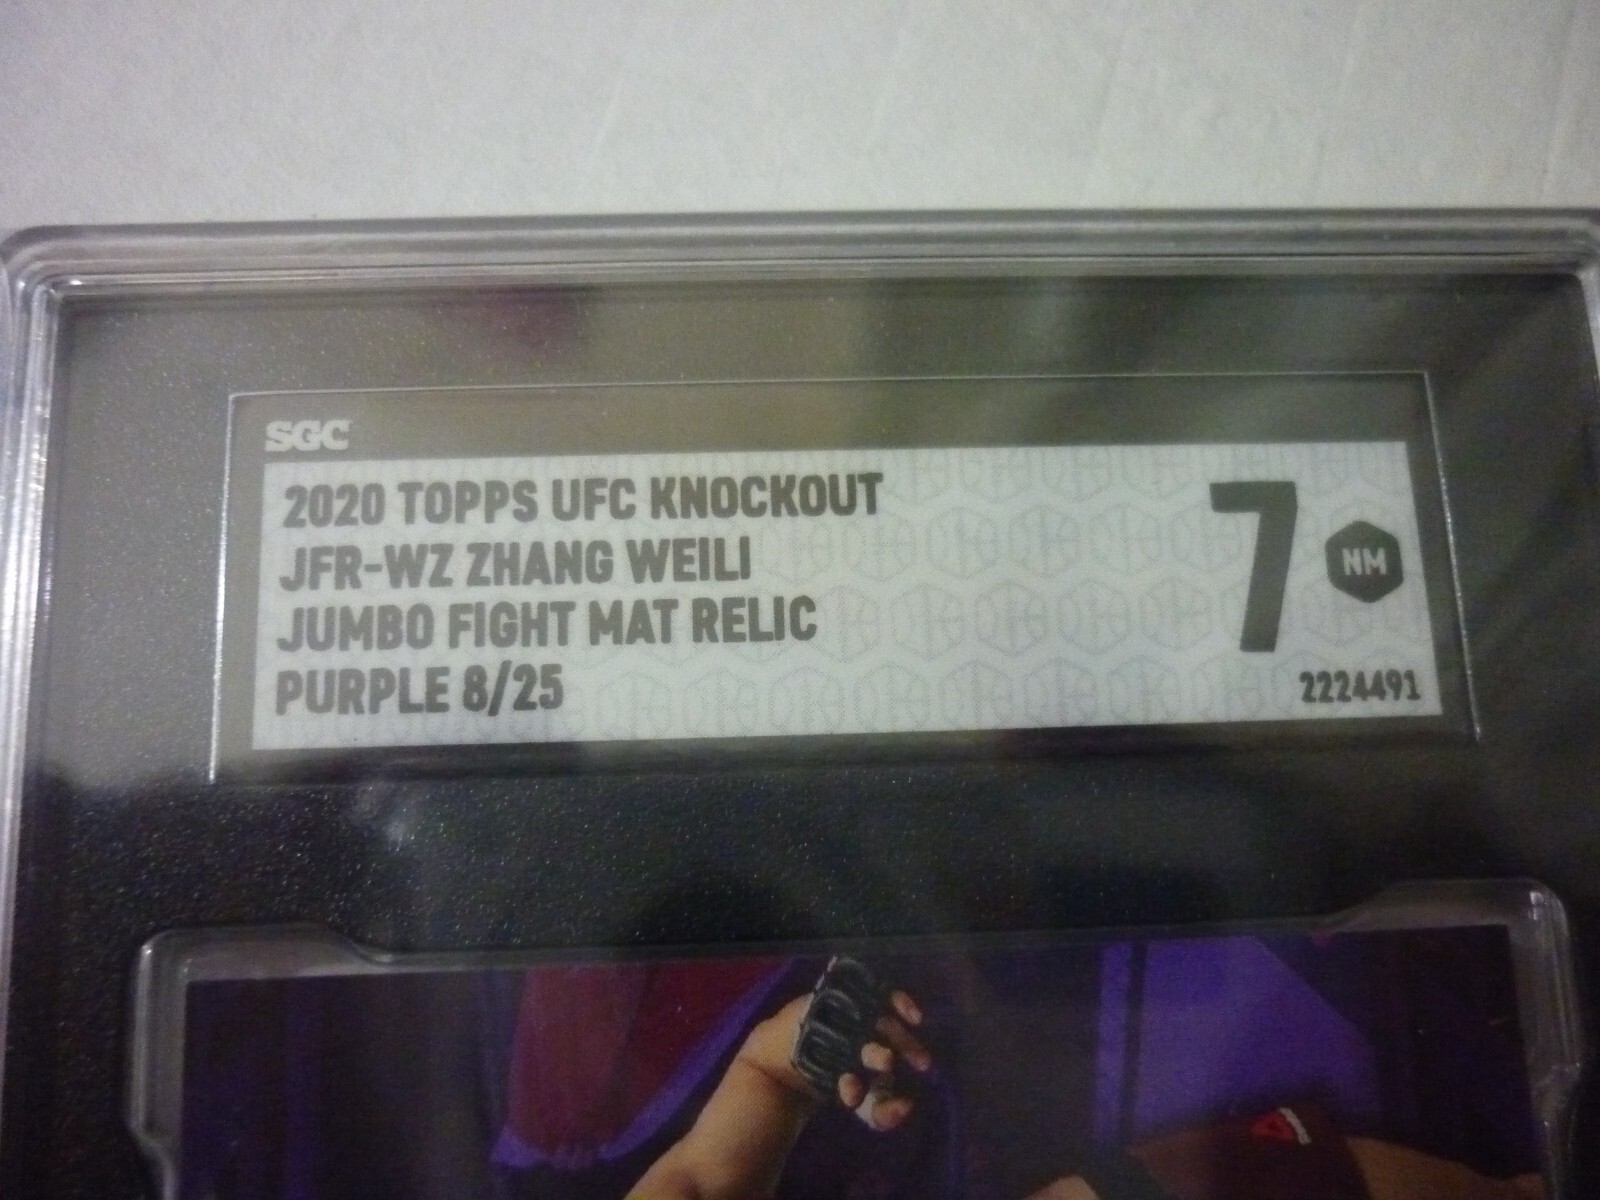 SGC
2020 TOPPS UFC KNOCKOUT
JFR-WZ ZHANG WEILI
JUMBO FIGHT MAT RELIC
PURPLE 8/25
7
NM
2224491